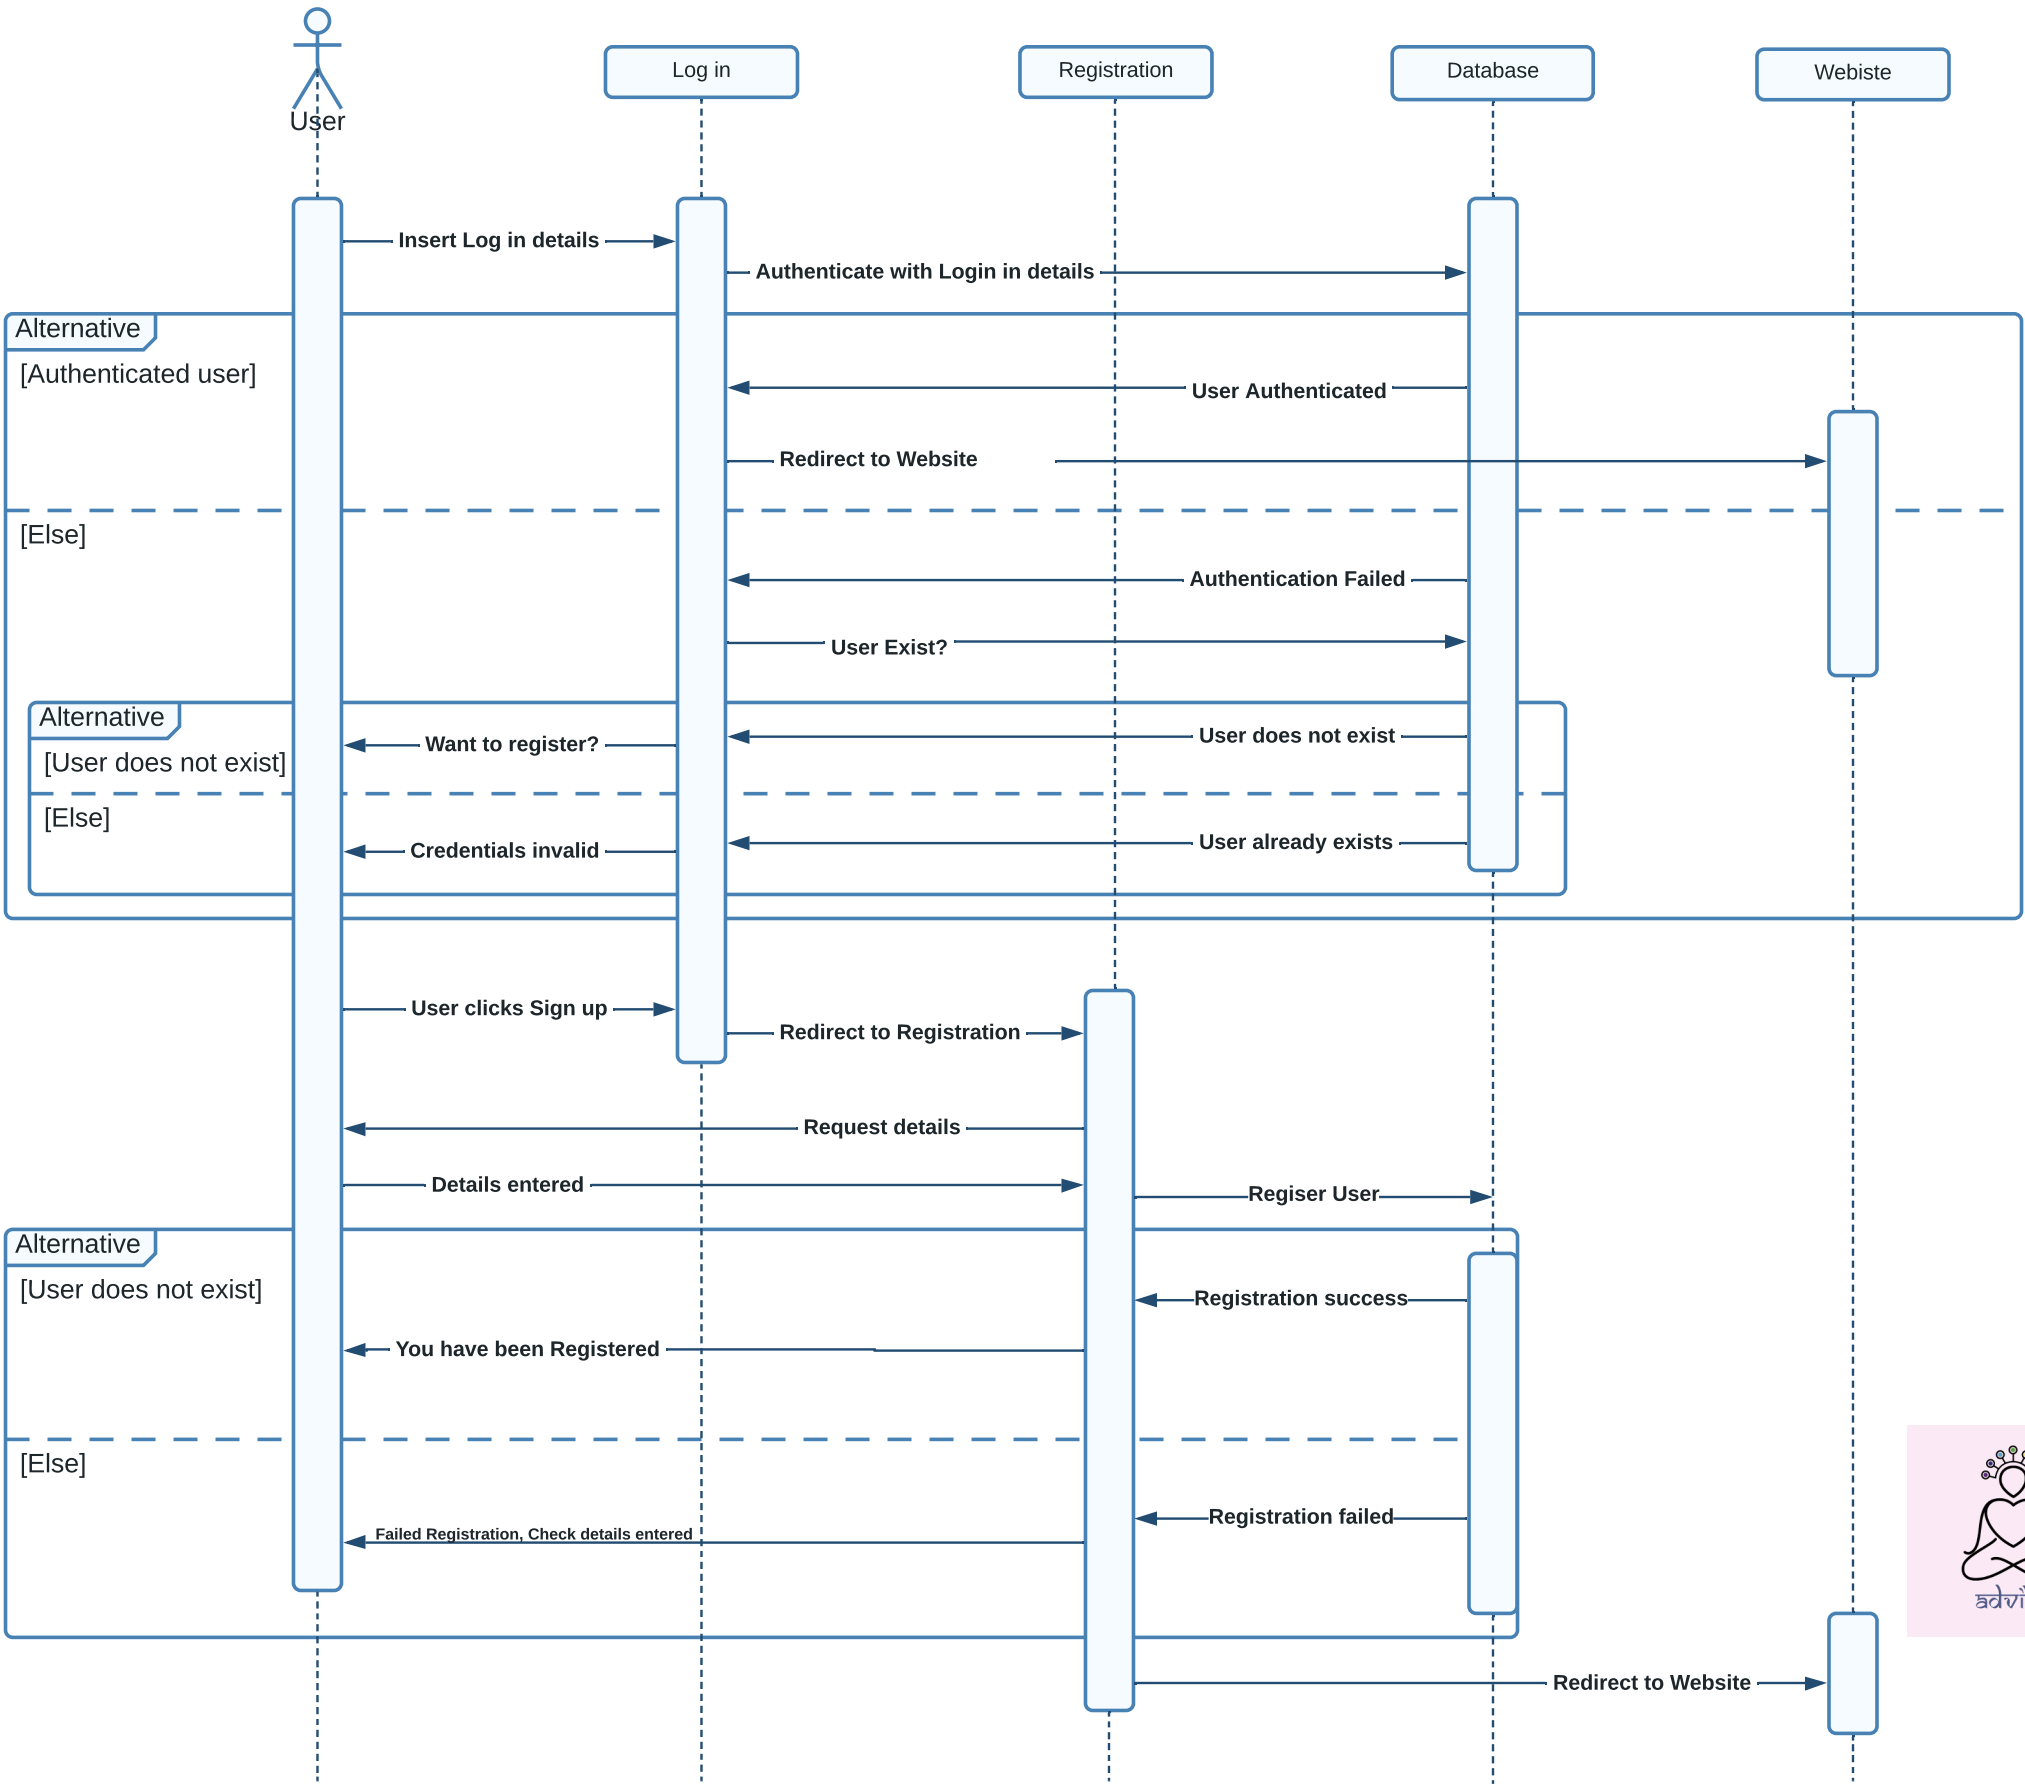 User
Log in
Registration
Database
Webiste
Insert Log in details
Authenticate with Login in details
Alternative
[Authenticated user]
User Authenticated
Redirect to Website
[Else]
Authentication Failed
User Exist?
Alternative
[User does not exist]
User does not exist
Want to register?
[Else]
User already exists
Credentials invalid
User clicks Sign up
Redirect to Registration
Request details
Details entered
Regiser User
Alternative
[User does not exist]
Registration success
You have been Registered
[Else]
Registration failed
Failed Registration, Check details entered
Redirect to Website